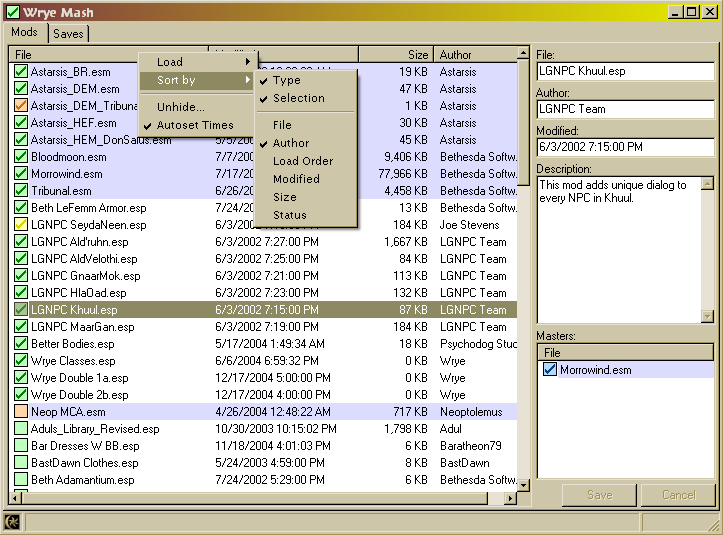 Wrye Mash
Mods
Saves
File
Size
Author
Astarsis_BR.esm 19 KB Astarsis
Astarsis_DEM.esm 47 KB Astarsis
Astarsis_DEM_Tribuna 1 KB Astarsis
Astarsis_HEF.esm 30 KB Astarsis
Astarsis_HEM_DonSalus.esm 45 KB Astarsis
Bloodmoon.esm 7/7/2 9,406 KB Bethesda Softw.
Morrowind.esm 7/17/ 77,966 KB Bethesda Softw.
Tribunal.esm 6/26/ 4,458 KB Bethesda Softw.
Beth LeFemm Armor.esp 7/24/ 13 KB Bethesda Softw.
LGNPC SeydaNeen.esp 6/3/2 184 KB Joe Stevens
LGNPC Ald'ruhn.esp 6/3/2002 7:27:00 PM 1,667 KB LGNPC Team
LGNPC AldVelothi.esp 6/3/2002 7:25:00 PM 84 KB LGNPC Team
LGNPC GnaarMok.esp 6/3/2002 7:21:00 PM 113 KB LGNPC Team
LGNPC HlaOad.esp 6/3/2002 7:23:00 PM 132 KB LGNPC Team
LGNPC Khuul.esp 6/3/2002 7:15:00 PM 87 KB LGNPC Team
LGNPC MaarGan.esp 6/3/2002 7:19:00 PM 184 KB LGNPC Team
Better Bodies.esp 5/17/2004 1:49:34 AM 18 KB Psychodog Stuc
Wrye Classes.esp 6/6/2004 6:59:32 PM 0 KB Wrye
Wrye Double 1a.esp 12/17/2004 5:00:00 PM 0 KB Wrye
Wrye Double 2b.esp 12/17/2004 4:00:00 PM 0 KB Wrye
Neop MCA.esm 4/26/2004 12:48:22 AM 717 KB Neoptolemus
Aduls_Library_Revised.esp 10/30/2003 10:15:02 PM 1,798 KB Adul
Bar Dresses W BB.esp 11/18/2004 4:01:03 PM 6 KB Baratheon79
BastDawn Clothes.esp 5/24/2003 4:59:00 PM 8 KB BastDawn
Beth Adamantium.esp 7/24/2002 5:29:00 PM 6 KB Bethesda Softw.
Load
Sort by
Unhide...
Autoset Times
Type
Selection
File
Author
Load Order
Modified
Size
Status
File:
LGNPC Khuul.esp
Author:
LGNPC Team
Modified:
6/3/2002 7:15:00 PM
Description:
This mod adds unique dialog to
every NPC in Khuul.
Masters:
File
Morrowind.esm
Save
Cancel